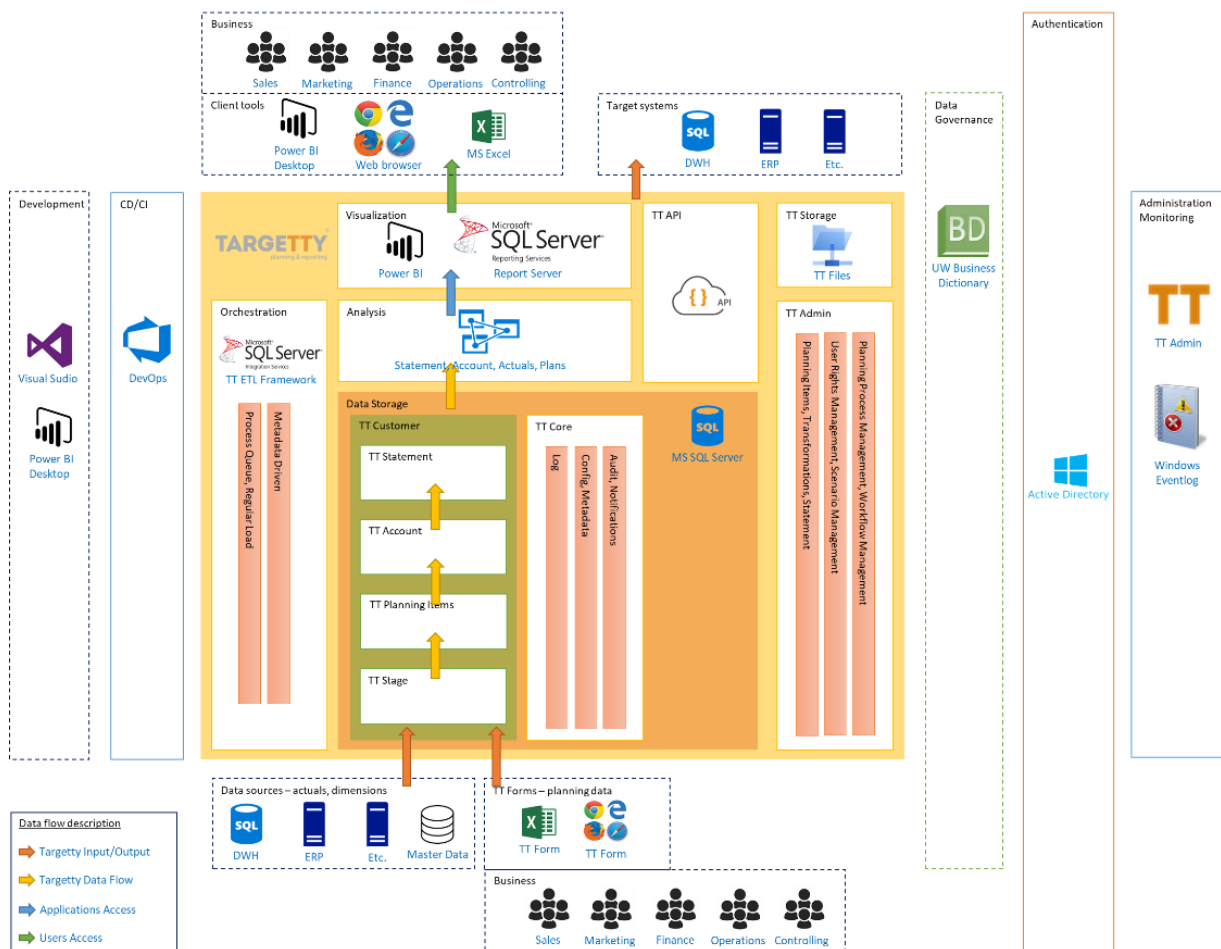 Business
Sales
Marketing
Finance
Operations
Controlling
Client tools
Power BI
Desktop
Web browser
MS Excel
Target systems
SQL
DWH
ERP
Etc.
Data
Governance
BD
UW Business
Dictionary
Authentication
Active Directory
Administration
Monitoring
TT
TT Admin
Windows
Eventlog
Development
Visual Sudio
Power BI
Desktop
CD/CI
DevOps
TARGETTY
planning & reporting
Visualization
Power BI
Microsoft®
SQL Server®
Reporting Services
Report Server
TT API
{ }
API
TT Storage
TT Files
Orchestration
Microsoft®
SQL Server®
Integration Services
TT ETL Framework
Process Queue, Regular Load
Metadata Driven
Analysis
Statement, Account, Actuals, Plans
TT Admin
Planning Items, Transformations, Statement
User Rights Management, Scenario Management
Planning Process Management, Workflow Management
Data Storage
SQL
MS SQL Server
TT Customer
TT Statement
TT Account
TT Planning Items
TT Stage
TT Core
Log
Config, Metadata
Audit, Notifications
Data sources – actuals, dimensions
SQL
DWH
ERP
Etc.
Master Data
TT Forms – planning data
TT Form
TT Form
Business
Sales
Marketing
Finance
Operations
Controlling
Data flow description
Targetty Input/Output
Targetty Data Flow
Applications Access
Users Access